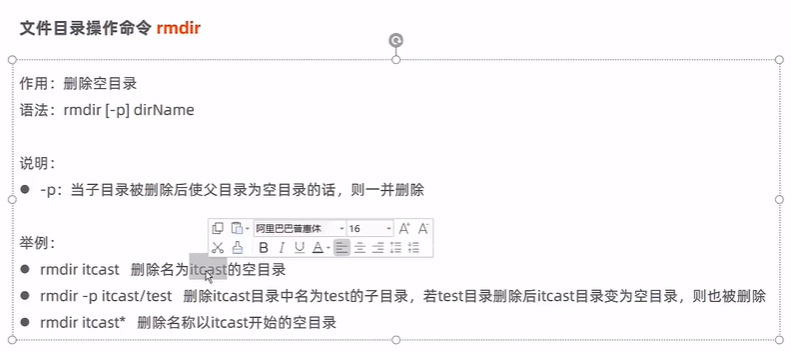 文件目录操作命令 rmdir
作用：删除空目录
语法：rmdir [-p] dirName
说明：
● -p：当子目录被删除后使父目录为空目录的话，则一并删除
阿里巴巴普惠体 16 A+ A-
举例：
B I U A
● rmdir itcast 删除名为itcast的空目录
● rmdir -p itcast/test 删除itcast目录中名为test的子目录，若test目录删除后itcast目录变为空目录，则也被删除
● rmdir itcast* 删除名称以itcast开始的空目录